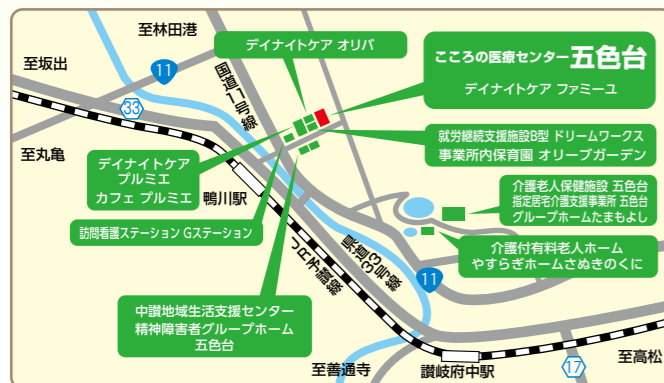 至林田港
デイナイトケア オリバ
こころの医療センター 五色台
デイナイトケア ファミーユ
至坂出
11
国道11号線
33
就労継続支援施設B型 ドリームワークス
事業所内保育園 オリーブガーデン
至丸亀
デイナイトケア
プルミエ
カフェ プルミエ
鴨川駅
介護老人保健施設 五色台
指定居宅介護支援事業所 五色台
グループホームたまもよし
訪問看護ステーション Gステーション
県道33号線
JR予讃線
介護付有料老人ホーム
やすらぎホームさぬきのくに
11
中讃地域生活支援センター
精神障害者グループホーム
五色台
至善通寺
讃岐府中駅
17
至高松